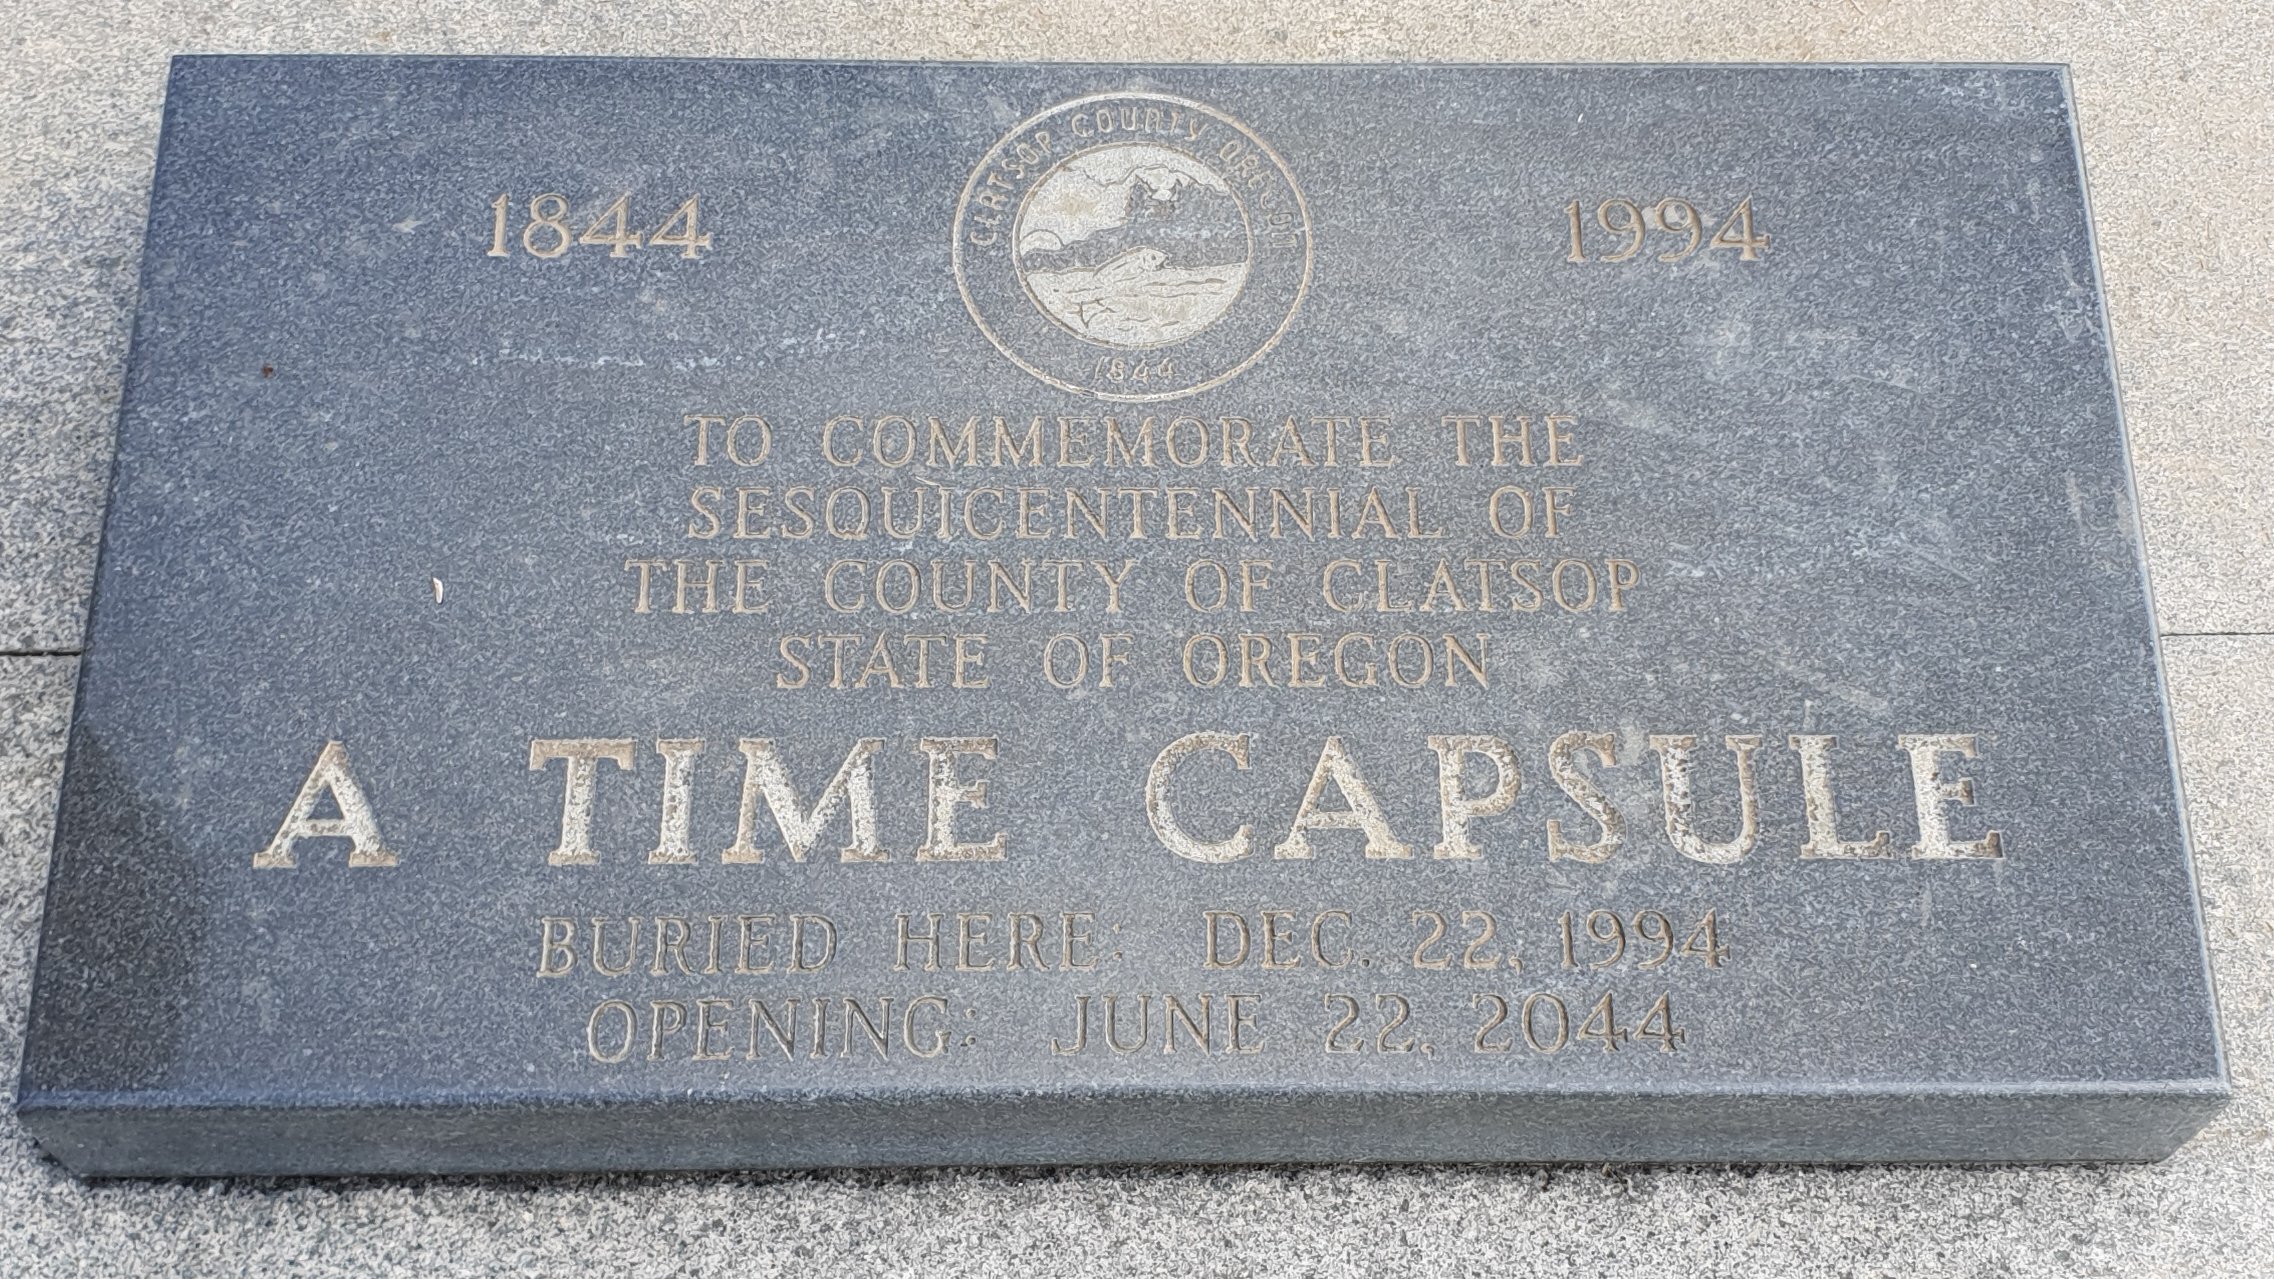 CLATSOP COUNTY OREGON
1844 1994
1844
TO COMMEMORATE THE
SESQUICENTENNIAL OF
THE COUNTY OF CLATSOP
STATE OF OREGON
A TIME CAPSULE
BURIED HERE: DEC. 22, 1994
OPENING: JUNE 22, 2044